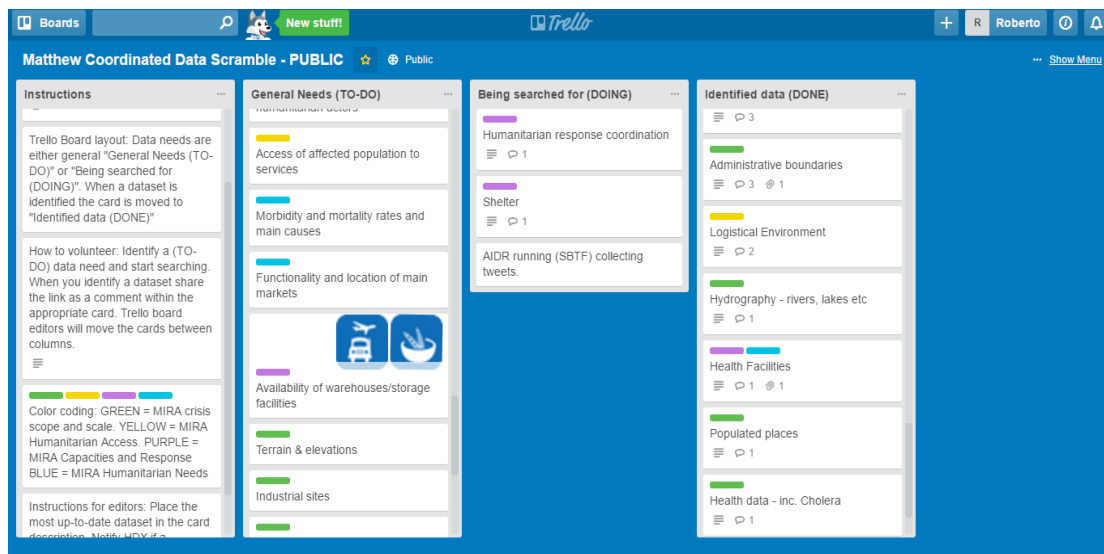 Boards
New stuff!
Trello
R Roberto
Matthew Coordinated Data Scramble - PUBLIC
Public
... Show Menu
Instructions
Trello Board layout: Data needs are
either general "General Needs (TO-
DO)" or "Being searched for
(DOING)". When a dataset is
identified the card is moved to
"Identified data (DONE)"
How to volunteer: Identify a (TO-
DO) data need and start searching.
When you identify a dataset share
the link as a comment within the
appropriate card. Trello board
editors will move the cards between
columns.
Color coding: GREEN = MIRA crisis
scope and scale. YELLOW = MIRA
Humanitarian Access. PURPLE =
MIRA Capacities and Response
BLUE = MIRA Humanitarian Needs
Instructions for editors: Place the
most up-to-date dataset in the card
description. Notify HDX if a
General Needs (TO-DO)
humanitarian actors
Access of affected population to
services
Morbidity and mortality rates and
main causes
Functionality and location of main
markets
Availability of warehouses/storage
facilities
Terrain & elevations
Industrial sites
Being searched for (DOING)
Humanitarian response coordination
1
Shelter
1
AIDR running (SBTF) collecting
tweets.
Identified data (DONE)
3
Administrative boundaries
3 1
Logistical Environment
2
Hydrography - rivers, lakes etc
1
Health Facilities
1 1
Populated places
1
Health data - inc. Cholera
1